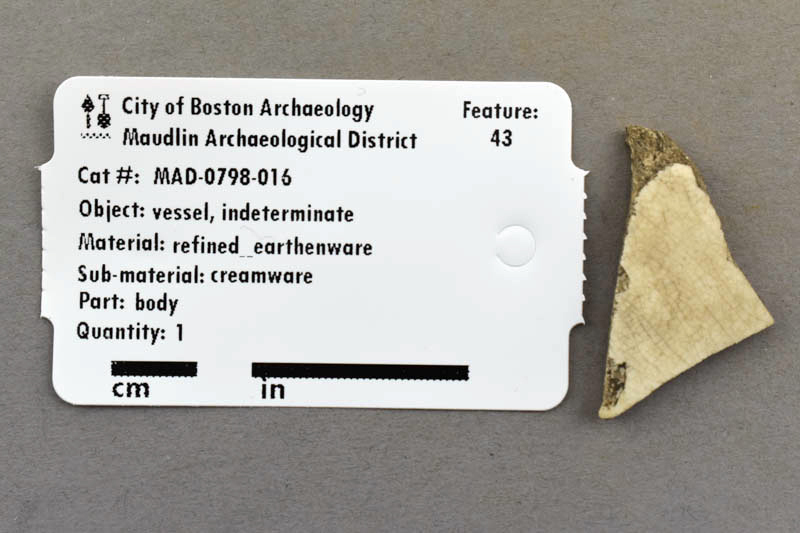 City of Boston Archaeology
Maudlin Archaeological District
Feature:
43
Cat #: MAD-0798-016
Object: vessel, indeterminate
Material: refined_earthenware
Sub-material: creamware
Part: body
Quantity: 1
cm
in